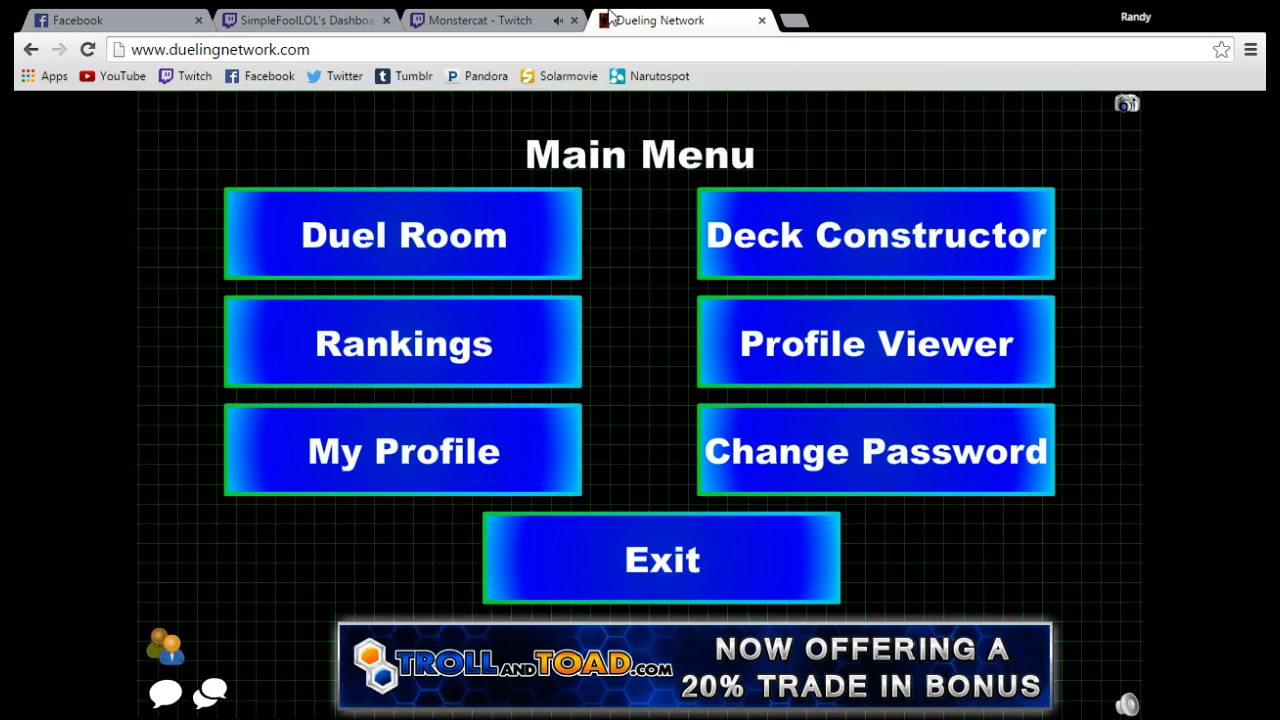 Facebook
SimpleFoolLOL's Dashboa
Monstercat - Twitch
Dueling Network
Randy
www.duelingnetwork.com
Apps
YouTube
Twitch
Facebook
Twitter
Tumblr
Pandora
Solarmovie
Narutospot
Main Menu
Duel Room
Deck Constructor
Rankings
Profile Viewer
My Profile
Change Password
Exit
TROLL AND TOAD.COM
NOW OFFERING A
20% TRADE IN BONUS